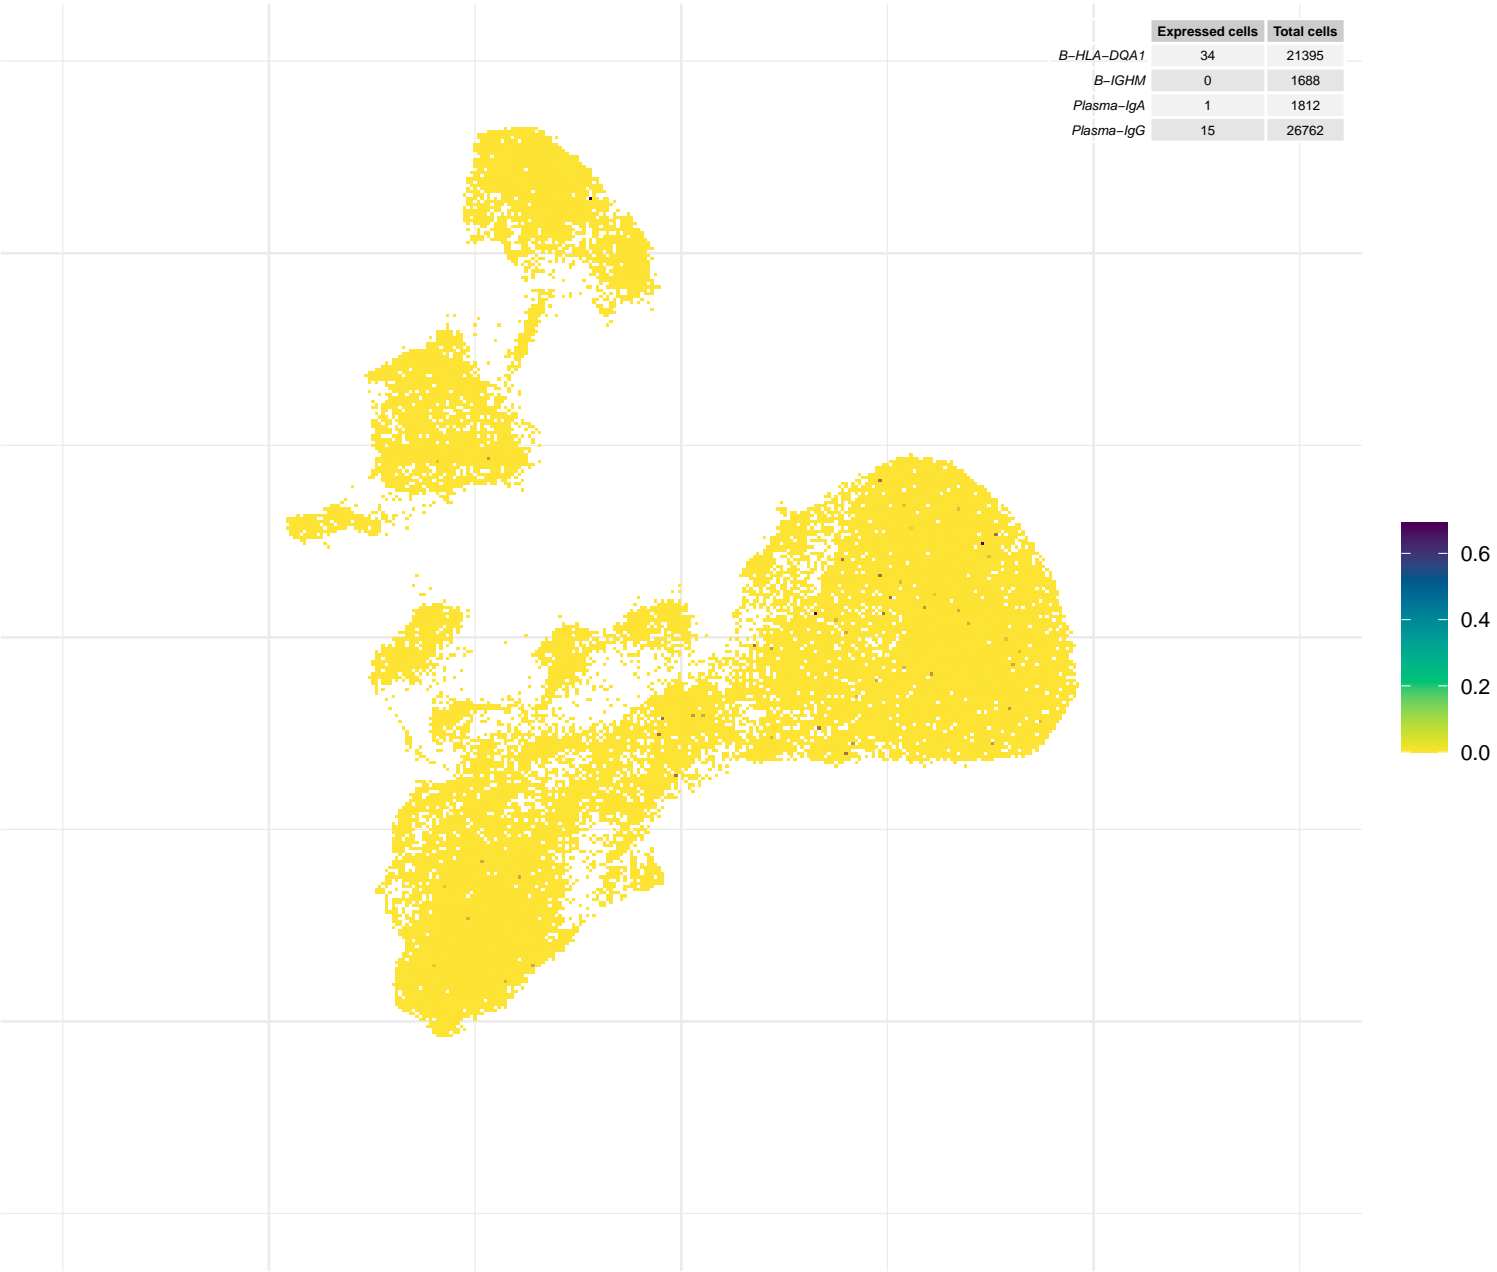 Expressed cells Total cells
B−HLA−DQA1 34 21395
B−IGHM 0 1688
Plasma−IgA 1 1812
Plasma−IgG 15 26762
0.6
0.4
0.2
0.0